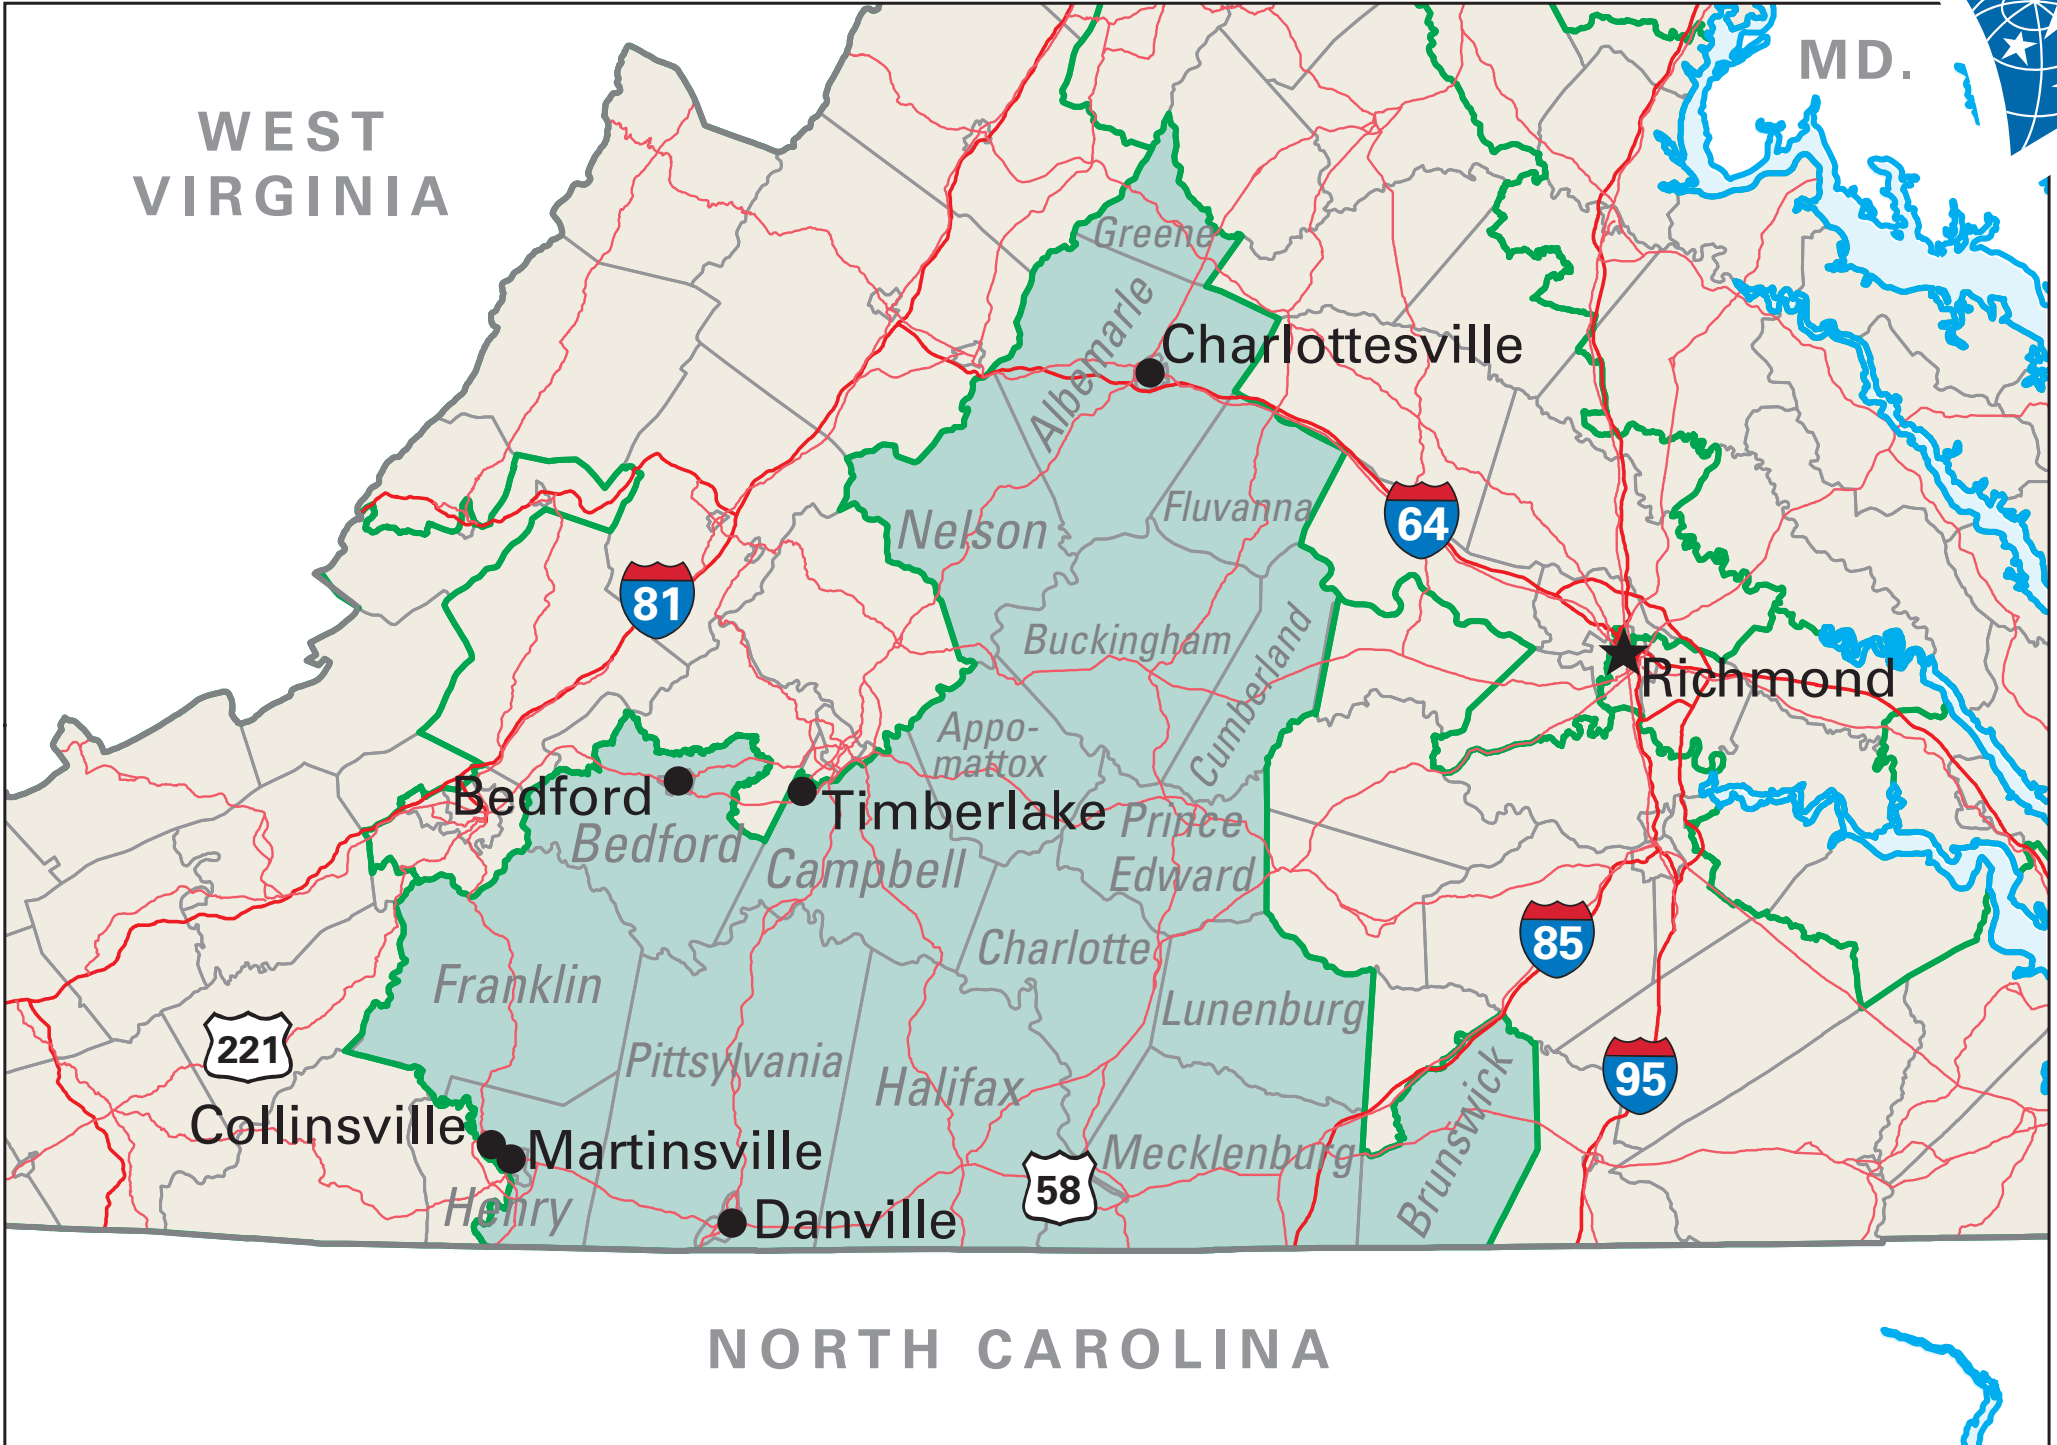 MD.
WEST
VIRGINIA
Greene
Albemarle
Charlottesville
Nelson
Fluvanna
64
81
Buckingham
Cumberland
Richmond
Appo-
mattox
Bedford
Timberlake
Bedford
Prince
Edward
Campbell
Charlotte
85
Franklin
Lunenburg
221
Pittsylvania
Halifax
95
Collinsville
Martinsville
Mecklenburg
Brunswick
58
Henry
Danville
NORTH CAROLINA